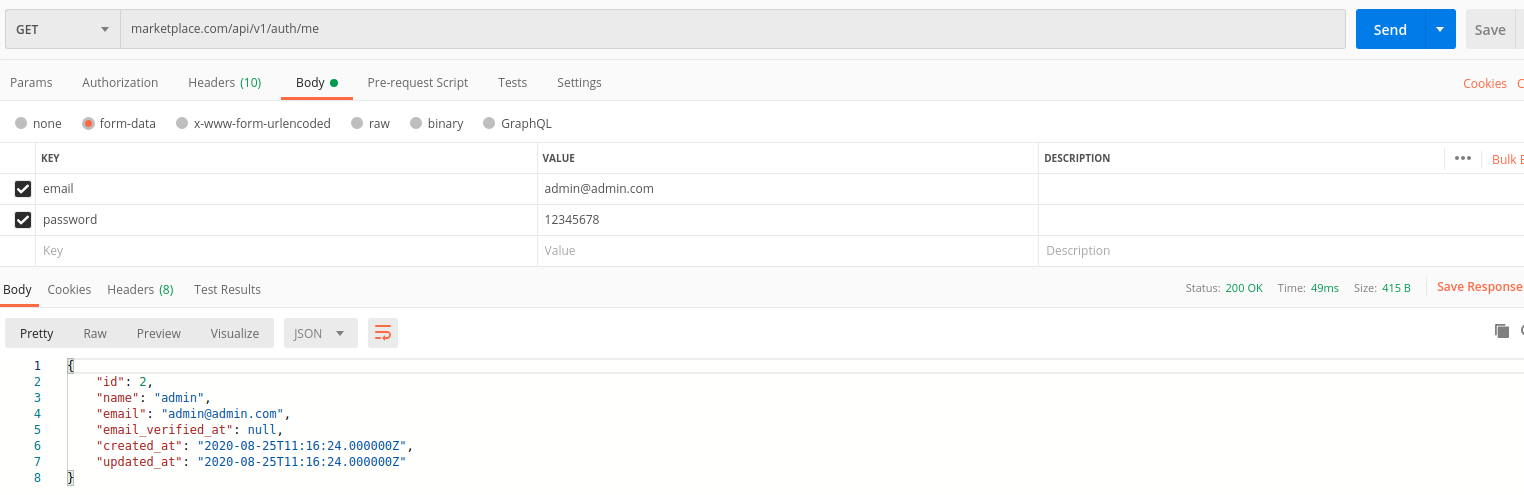 GET marketplace.com/api/v1/auth/me Send Save
Params Authorization Headers (10) Body Pre-request Script Tests Settings Cookies
none form-data x-www-form-urlencoded raw binary GraphQL
KEY VALUE DESCRIPTION ••• Bulk
email admin@admin.com
password 12345678
Key Value Description
Body Cookies Headers (8) Test Results Status: 200 OK Time: 49ms Size: 415 B Save Response
Pretty Raw Preview Visualize JSON
1 {
2 "id": 2,
3 "name": "admin",
4 "email": "admin@admin.com",
5 "email_verified_at": null,
6 "created_at": "2020-08-25T11:16:24.000000Z",
7 "updated_at": "2020-08-25T11:16:24.000000Z"
8 }